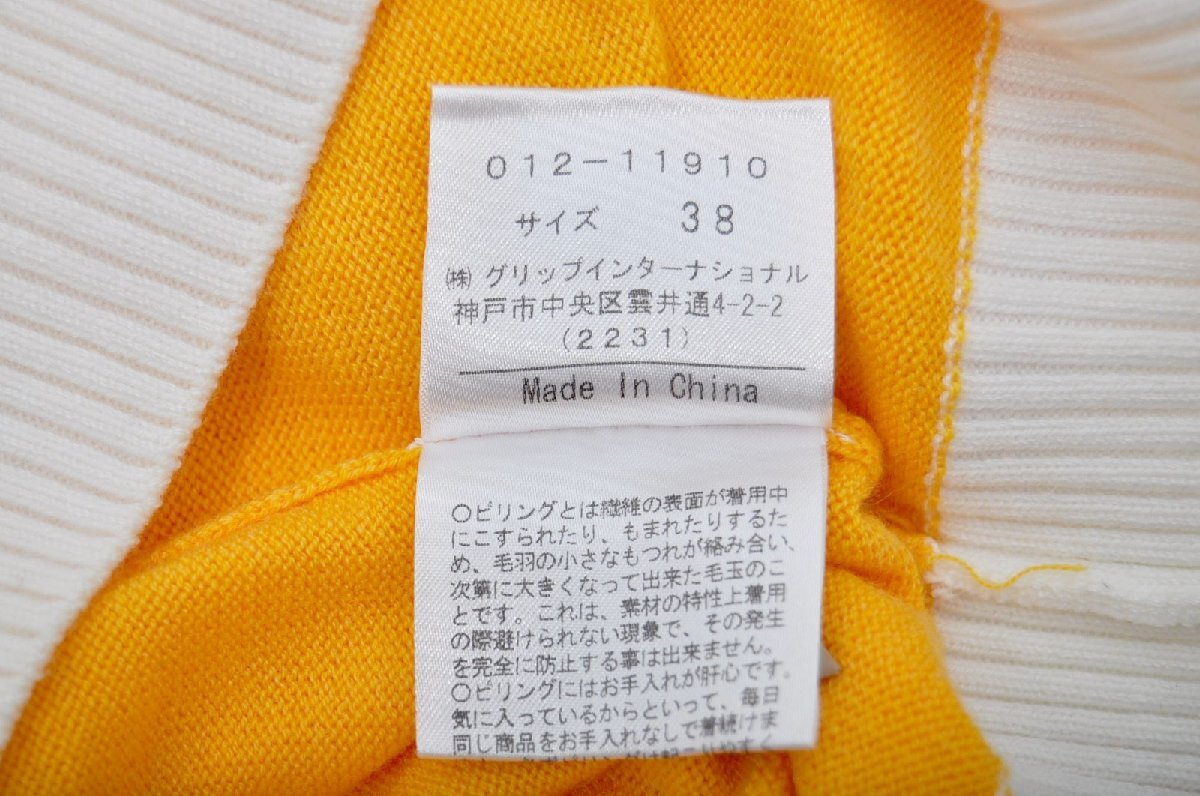 012-11910
サイズ 38
㈱ グリップインターナショナル
神戸市中央区雲井通4-2-2
(2231)
Made In China
○ピリングとは繊維の表面が着用中
にこすられたり、もまれたりするた
め、毛羽の小さなもつれが絡み合い、
次第に大きくなって出来た毛玉のこ
とです。これは、素材の特性上着用
の際避けられない現象で、その発生
を完全に防止する事は出来ません。
○ピリングにはお手入れが肝心です。
気に入っているからといって、毎日
同じ商品をお手入れなしで着続けま